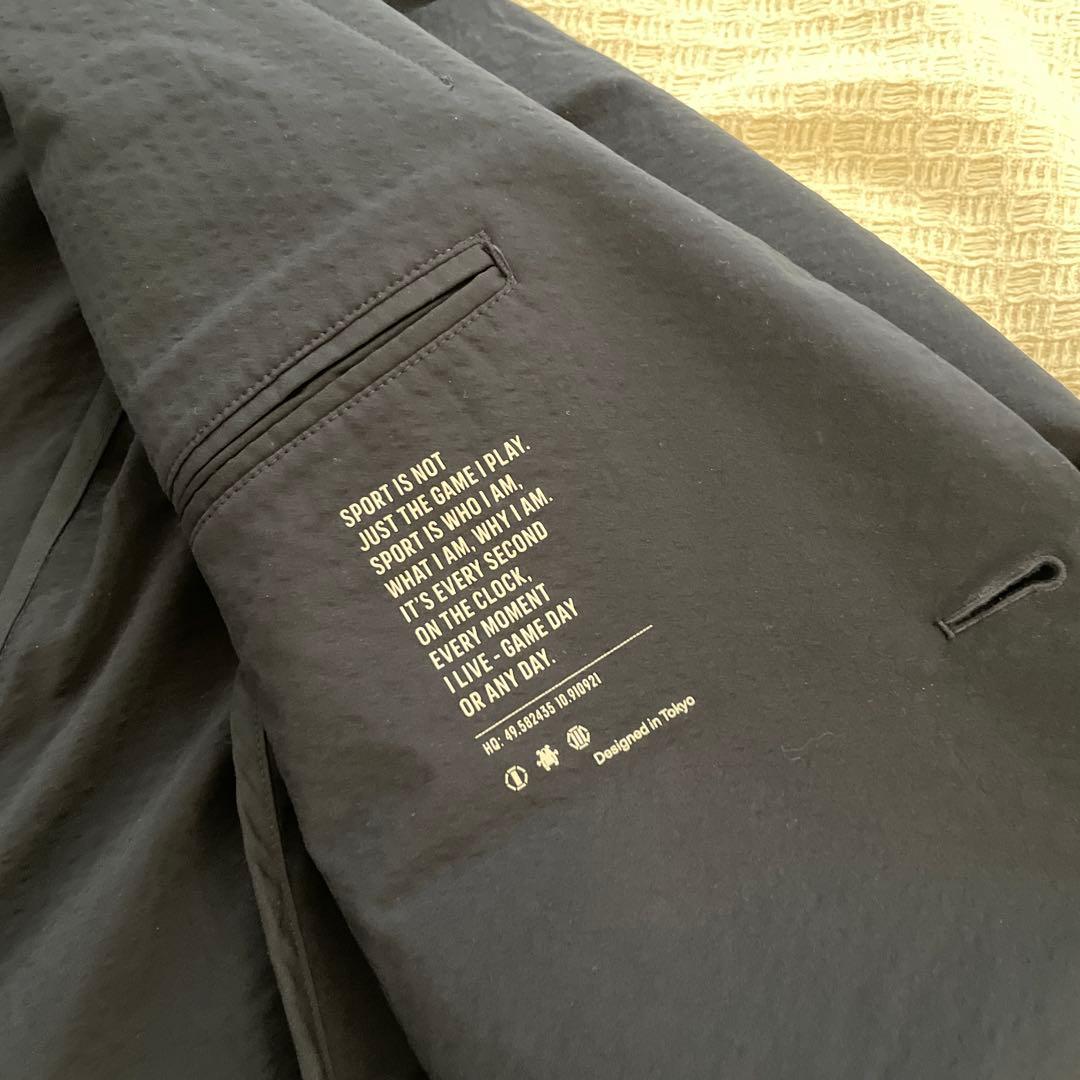 SPORT IS NOT
JUST THE GAME I PLAY.
SPORT IS WHO I AM,
WHAT I AM, WHY I AM.
IT'S EVERY SECOND
ON THE CLOCK,
EVERY MOMENT
I LIVE - GAME DAY
OR ANY DAY.
HQ: 49.582435 10.910921
Designed in Tokyo